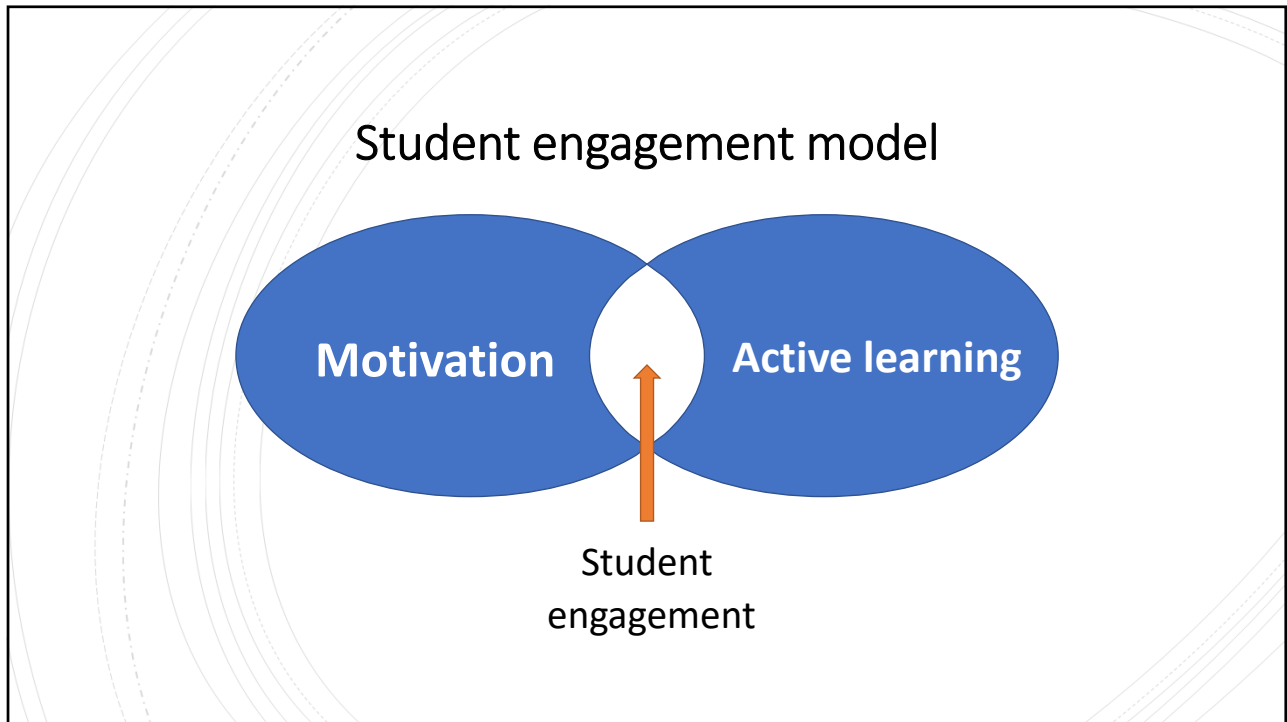 Student engagement model
Motivation
Active learning
Student
engagement